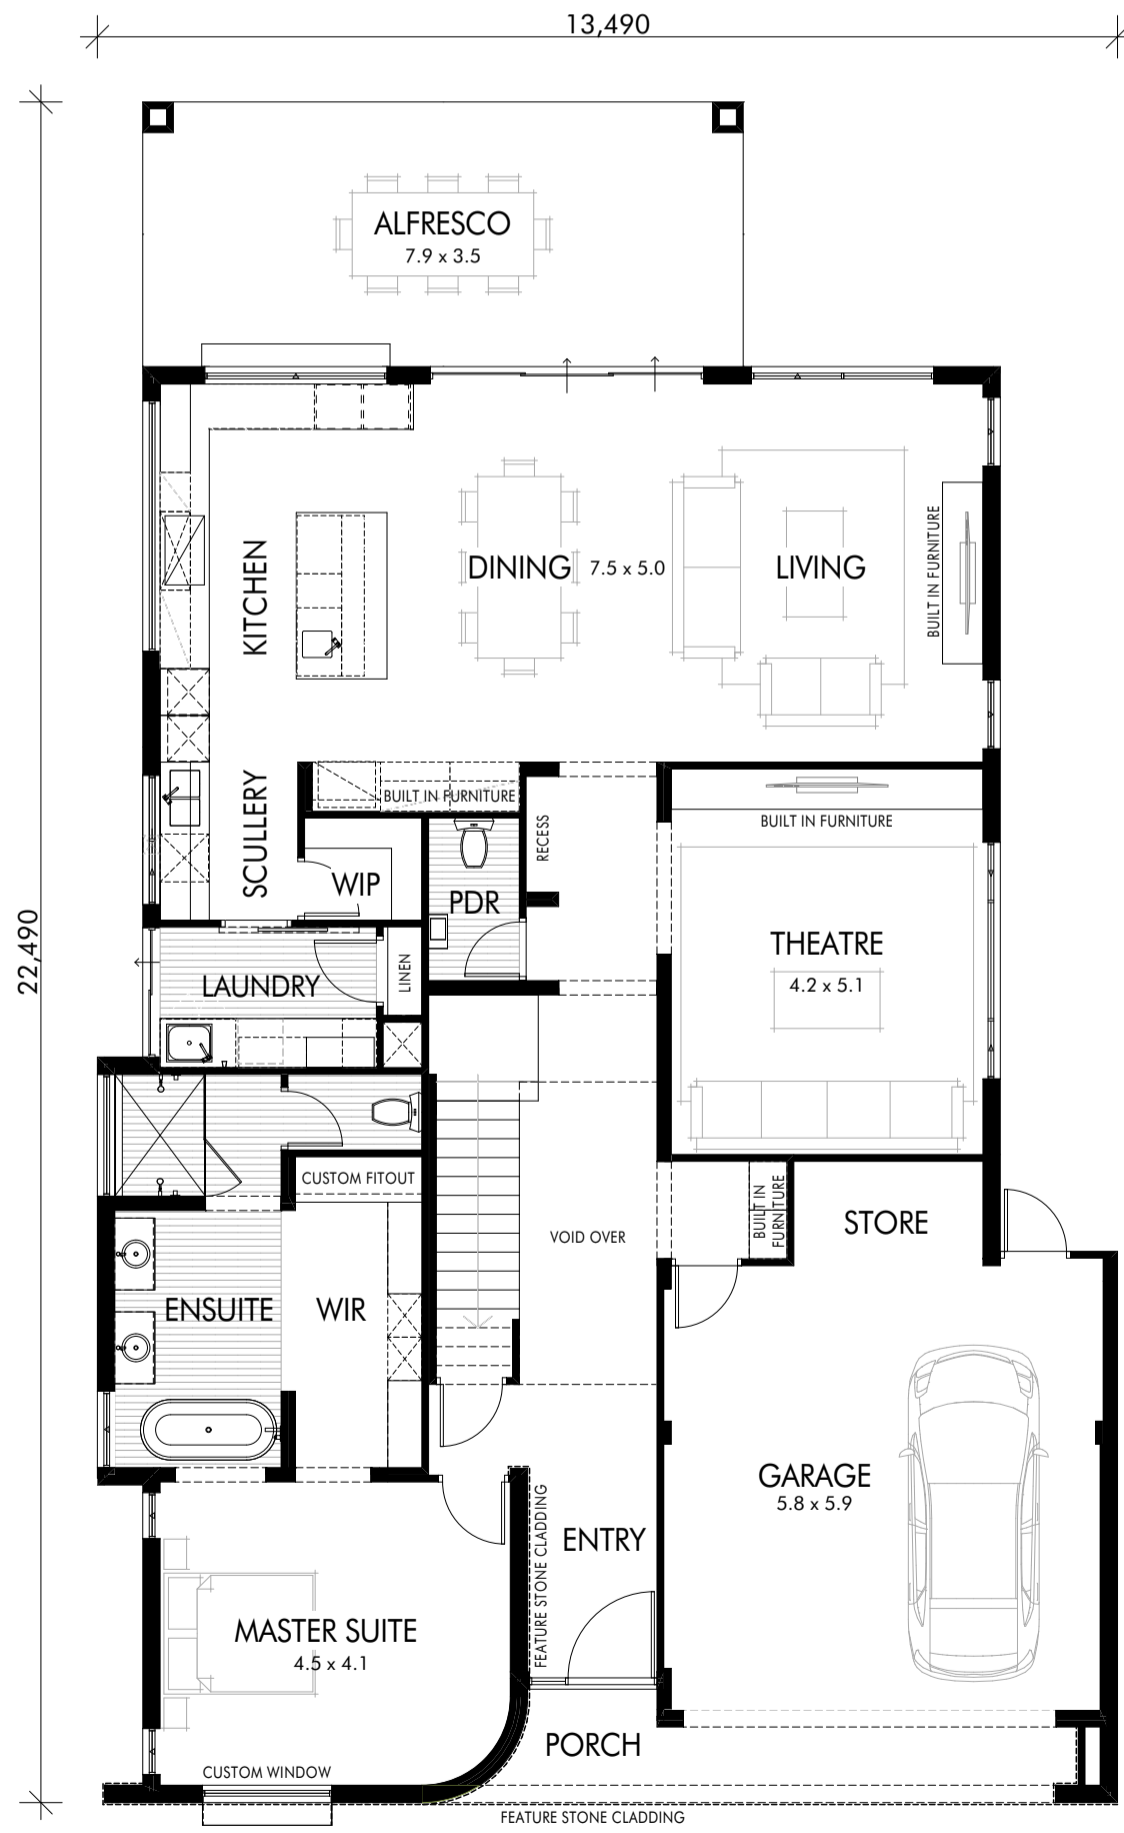 13,490
ALFRESCO
7.9 x 3.5
22,490
KITCHEN
DINING 7.5 x 5.0
LIVING
BUILT IN FURNITURE
SCULLERY
BUILT IN FURNITURE
RECESS
BUILT IN FURNITURE
WIP
PDR
THEATRE
4.2 x 5.1
LAUNDRY
LINEN
CUSTOM FITOUT
BUILT IN
FURNITURE
STORE
VOID OVER
ENSUITE
WIR
GARAGE
5.8 x 5.9
FEATURE STONE CLADDING
ENTRY
MASTER SUITE
4.5 x 4.1
PORCH
CUSTOM WINDOW
FEATURE STONE CLADDING